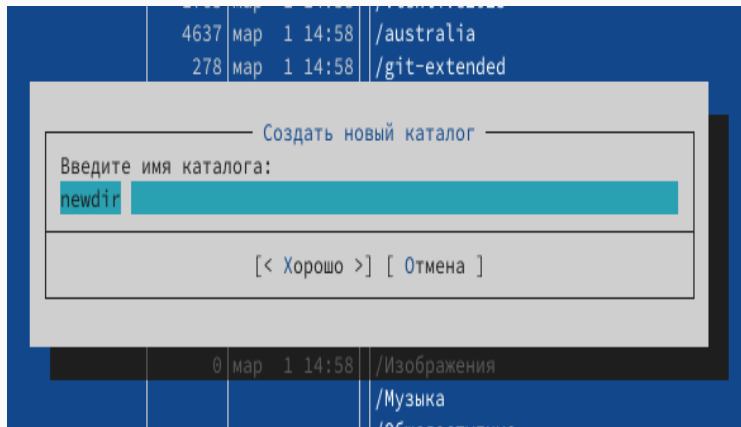 4637 мар 1 14:58 /australia
278 мар 1 14:58 /git-extended
Создать новый каталог
Введите имя каталога:
newdir
[< Хорошо >] [ Отмена ]
0 мар 1 14:58 /Изображения
/Музыка